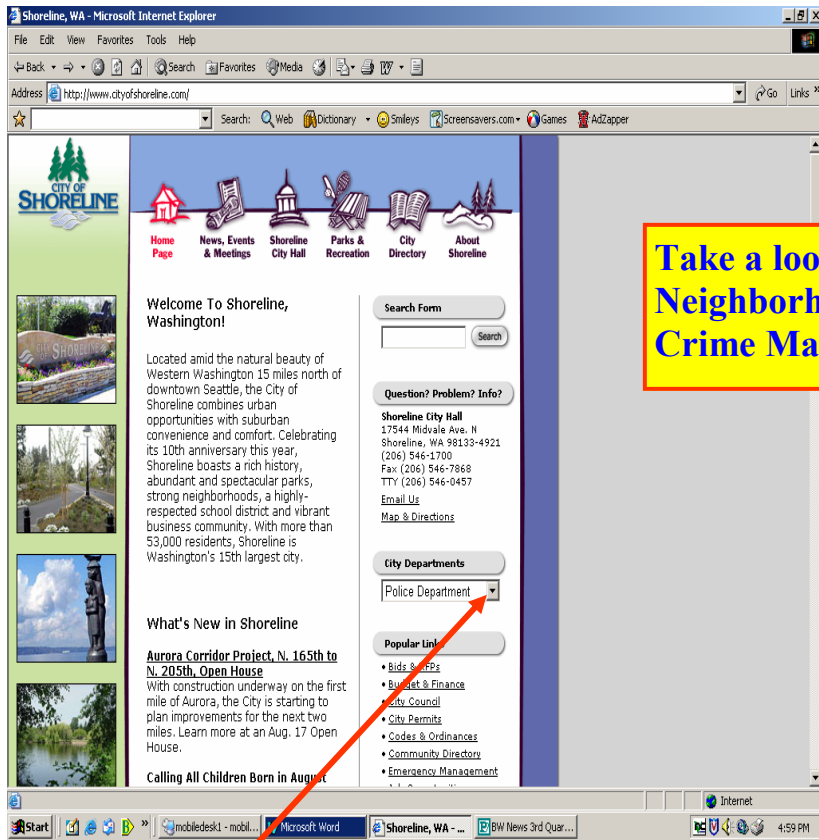 Shoreline, WA - Microsoft Internet Explorer
File Edit View Favorites Tools Help
Back Search Favorites Media
Address http://www.cityofshoreline.com/ Go Links »
Search: Web Dictionary Smileys Screensavers.com Games AdZapper
CITY OF
SHORELINE
Home
Page
News, Events
& Meetings
Shoreline
City Hall
Parks &
Recreation
City
Directory
About
Shoreline
Take a loo
Neighborh
Crime Ma
Welcome To Shoreline,
Washington!
Located amid the natural beauty of
Western Washington 15 miles north of
downtown Seattle, the City of
Shoreline combines urban
opportunities with suburban
convenience and comfort. Celebrating
its 10th anniversary this year,
Shoreline boasts a rich history,
abundant and spectacular parks,
strong neighborhoods, a highly-
respected school district and vibrant
business community. With more than
53,000 residents, Shoreline is
Washington's 15th largest city.
What's New in Shoreline
Aurora Corridor Project, N. 165th to
N. 205th, Open House
With construction underway on the first
mile of Aurora, the City is starting to
plan improvements for the next two
miles. Learn more at an Aug. 17 Open
House.
Calling All Children Born in August
Search Form
Search
Question? Problem? Info?
Shoreline City Hall
17544 Midvale Ave. N
Shoreline, WA 98133-4921
(206) 546-1700
Fax (206) 546-7868
TTY (206) 546-0457
Email Us
Map & Directions
City Departments
Police Department
Popular Links
• Bids & RFPs
• Budget & Finance
• City Council
• City Permits
• Codes & Ordinances
• Community Directory
• Emergency Management
SHORELINE
Internet
Start » mobiledesk1 - mobil... Microsoft Word Shoreline, WA - ... BW News 3rd Quar... 4:59 PM